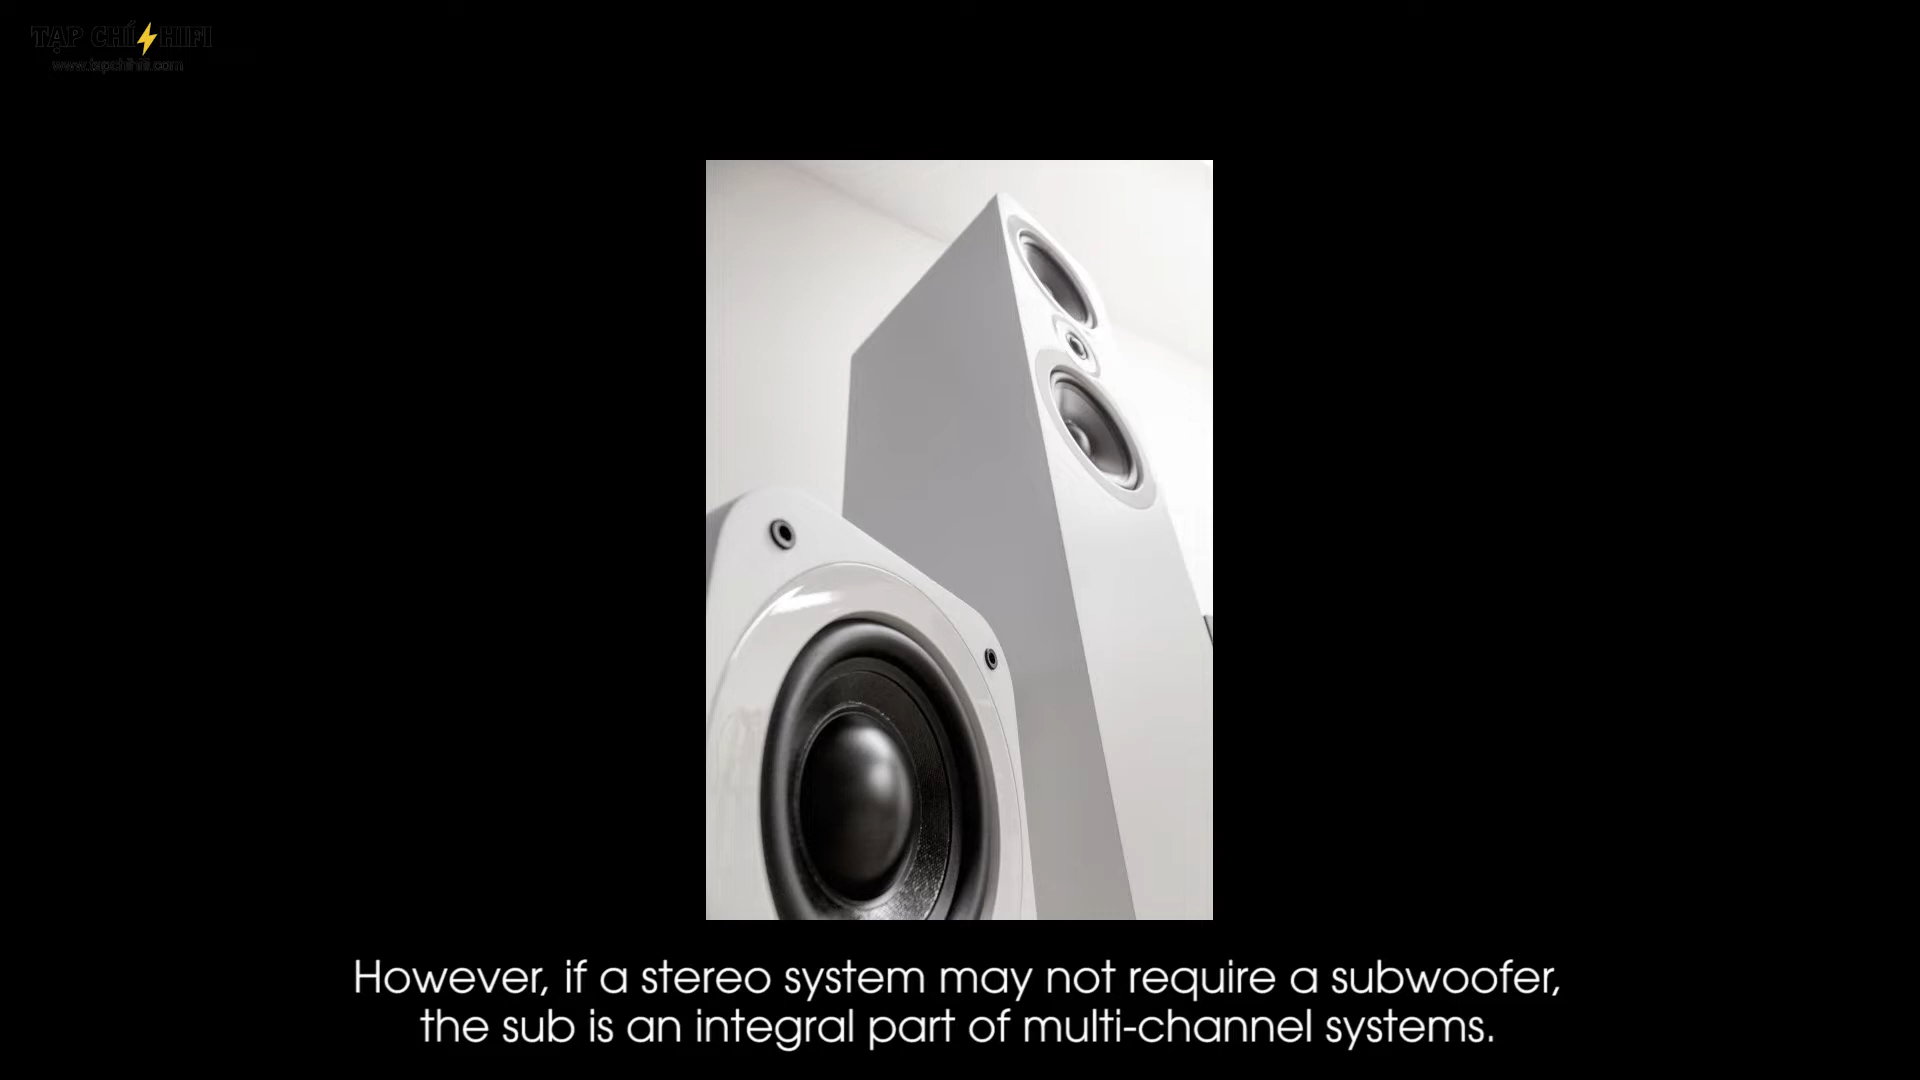 TẠP CHÍ HIFI
www.tapchihifi.com
However, if a stereo system may not require a subwoofer,
the sub is an integral part of multi-channel systems.